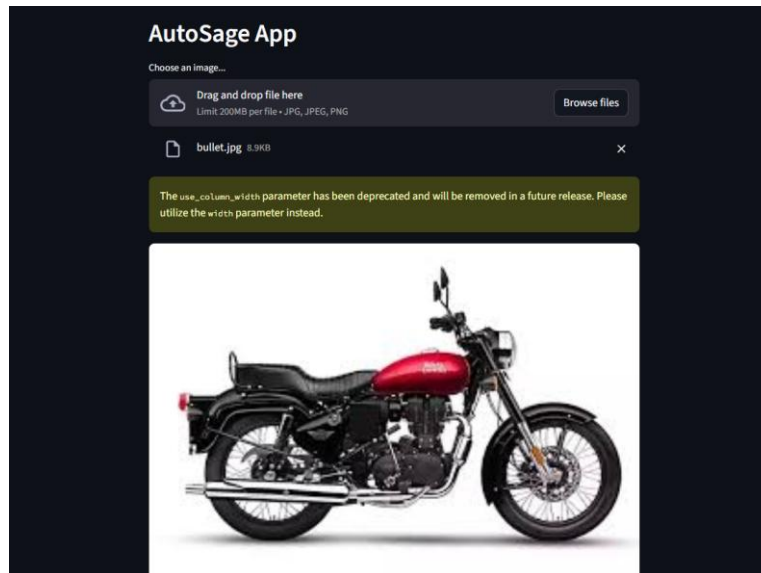 AutoSage App
Choose an image...
Drag and drop file here
Limit 200MB per file • JPG, JPEG, PNG
Browse files
bullet.jpg 8.9KB
The use_column_width parameter has been deprecated and will be removed in a future release. Please
utilize the width parameter instead.